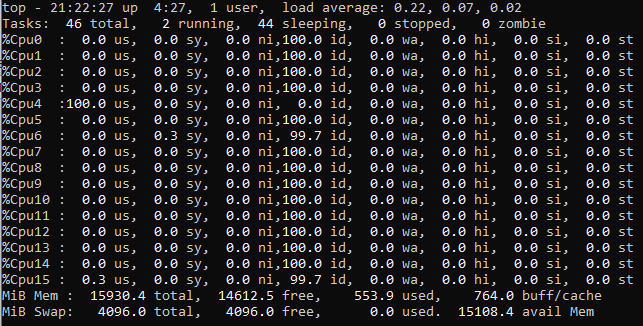 top - 21:22:27 up  4:27,  1 user,  load average: 0.22, 0.07, 0.02
Tasks:  46 total,   2 running,  44 sleeping,   0 stopped,   0 zombie
%Cpu0  :  0.0 us,  0.0 sy,  0.0 ni,100.0 id,  0.0 wa,  0.0 hi,  0.0 si,  0.0 st
%Cpu1  :  0.0 us,  0.0 sy,  0.0 ni,100.0 id,  0.0 wa,  0.0 hi,  0.0 si,  0.0 st
%Cpu2  :  0.0 us,  0.0 sy,  0.0 ni,100.0 id,  0.0 wa,  0.0 hi,  0.0 si,  0.0 st
%Cpu3  :  0.0 us,  0.0 sy,  0.0 ni,100.0 id,  0.0 wa,  0.0 hi,  0.0 si,  0.0 st
%Cpu4  :100.0 us,  0.0 sy,  0.0 ni,  0.0 id,  0.0 wa,  0.0 hi,  0.0 si,  0.0 st
%Cpu5  :  0.0 us,  0.0 sy,  0.0 ni,100.0 id,  0.0 wa,  0.0 hi,  0.0 si,  0.0 st
%Cpu6  :  0.0 us,  0.3 sy,  0.0 ni, 99.7 id,  0.0 wa,  0.0 hi,  0.0 si,  0.0 st
%Cpu7  :  0.0 us,  0.0 sy,  0.0 ni,100.0 id,  0.0 wa,  0.0 hi,  0.0 si,  0.0 st
%Cpu8  :  0.0 us,  0.0 sy,  0.0 ni,100.0 id,  0.0 wa,  0.0 hi,  0.0 si,  0.0 st
%Cpu9  :  0.0 us,  0.0 sy,  0.0 ni,100.0 id,  0.0 wa,  0.0 hi,  0.0 si,  0.0 st
%Cpu10 :  0.0 us,  0.0 sy,  0.0 ni,100.0 id,  0.0 wa,  0.0 hi,  0.0 si,  0.0 st
%Cpu11 :  0.0 us,  0.0 sy,  0.0 ni,100.0 id,  0.0 wa,  0.0 hi,  0.0 si,  0.0 st
%Cpu12 :  0.0 us,  0.0 sy,  0.0 ni,100.0 id,  0.0 wa,  0.0 hi,  0.0 si,  0.0 st
%Cpu13 :  0.0 us,  0.0 sy,  0.0 ni,100.0 id,  0.0 wa,  0.0 hi,  0.0 si,  0.0 st
%Cpu14 :  0.0 us,  0.0 sy,  0.0 ni,100.0 id,  0.0 wa,  0.0 hi,  0.0 si,  0.0 st
%Cpu15 :  0.3 us,  0.0 sy,  0.0 ni, 99.7 id,  0.0 wa,  0.0 hi,  0.0 si,  0.0 st
MiB Mem :  15930.4 total,  14612.5 free,    553.9 used,    764.0 buff/cache
MiB Swap:   4096.0 total,   4096.0 free,      0.0 used.  15108.4 avail Mem